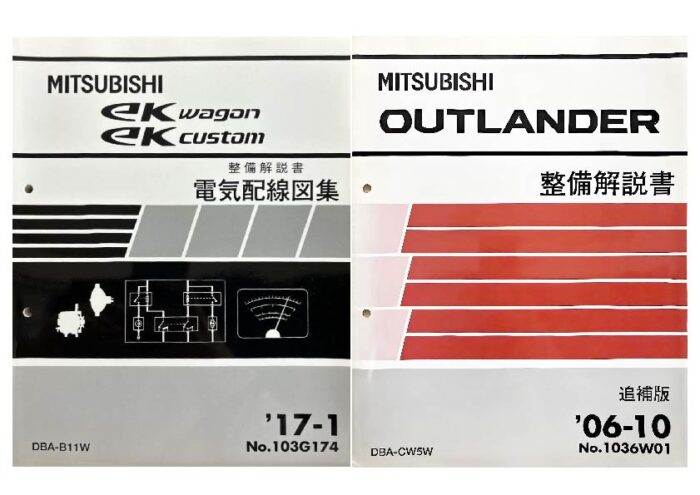 MITSUBISHI
eK wagon
eK custom
整備解説書
電気配線図集
'17-1
No.103G174
DBA-B11W
MITSUBISHI
OUTLANDER
整備解説書
追補版
'06-10
No.1036W01
DBA-CW5W